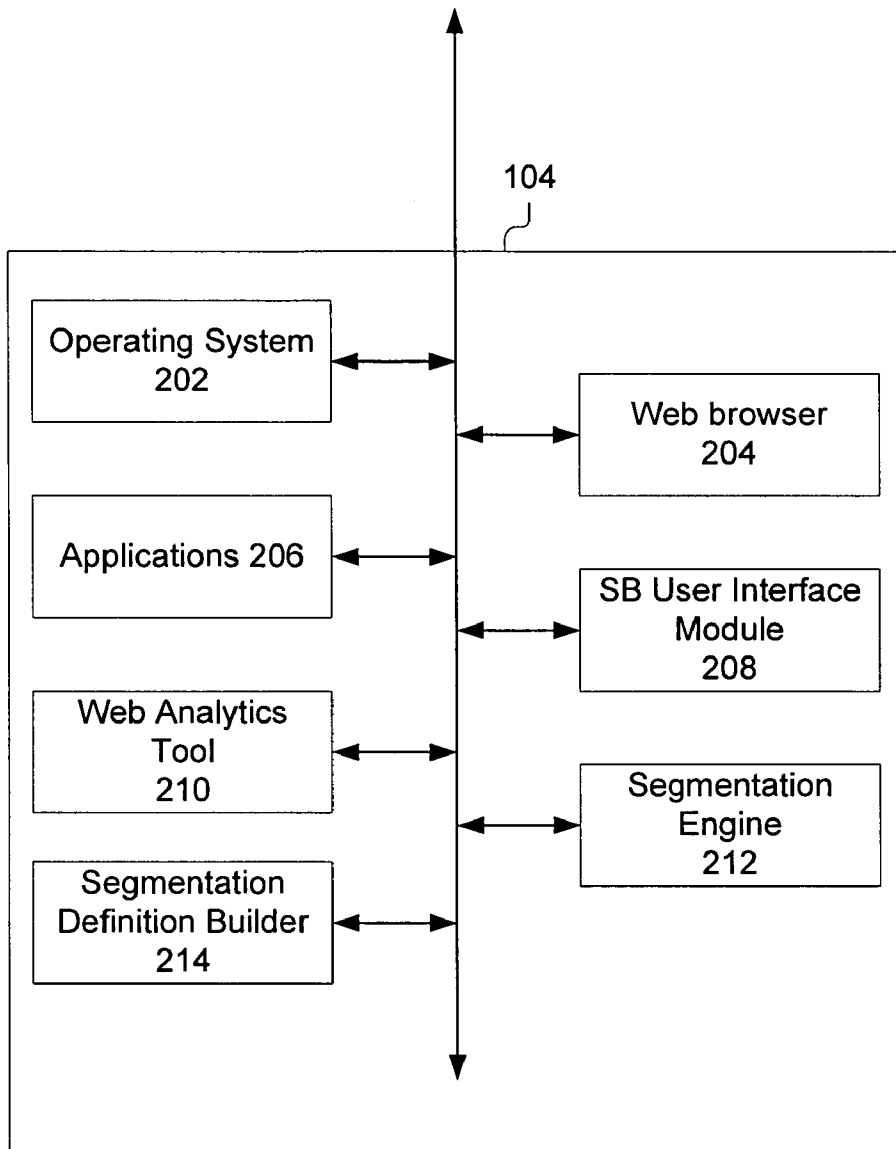 104
Operating System
202
Web browser
204
Applications 206
SB User Interface
Module
208
Web Analytics
Tool
210
Segmentation
Engine
212
Segmentation
Definition Builder
214